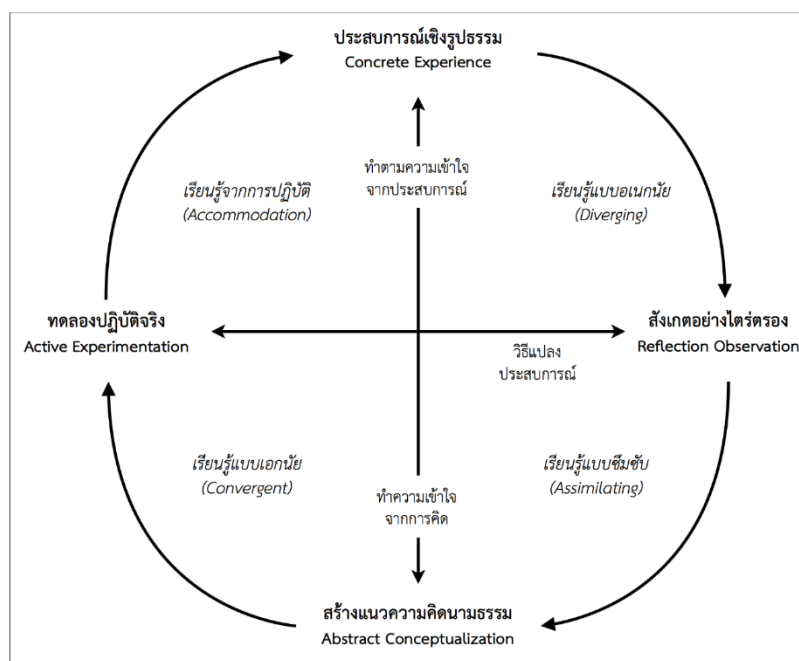 ประสบการณ์เชิงรูปธรรม
Concrete Experience
ทำตามความเข้าใจ
จากประสบการณ์
เรียนรู้จากการปฏิบัติ
(Accommodation)
เรียนรู้แบบอเนกนัย
(Diverging)
ทดลองปฏิบัติจริง
Active Experimentation
สังเกตอย่างไตร่ตรอง
Reflection Observation
วิธีแปลง
ประสบการณ์
เรียนรู้แบบเอกนัย
(Convergent)
เรียนรู้แบบซึมซับ
(Assimilating)
ทำความเข้าใจ
จากการคิด
สร้างแนวความคิดนามธรรม
Abstract Conceptualization